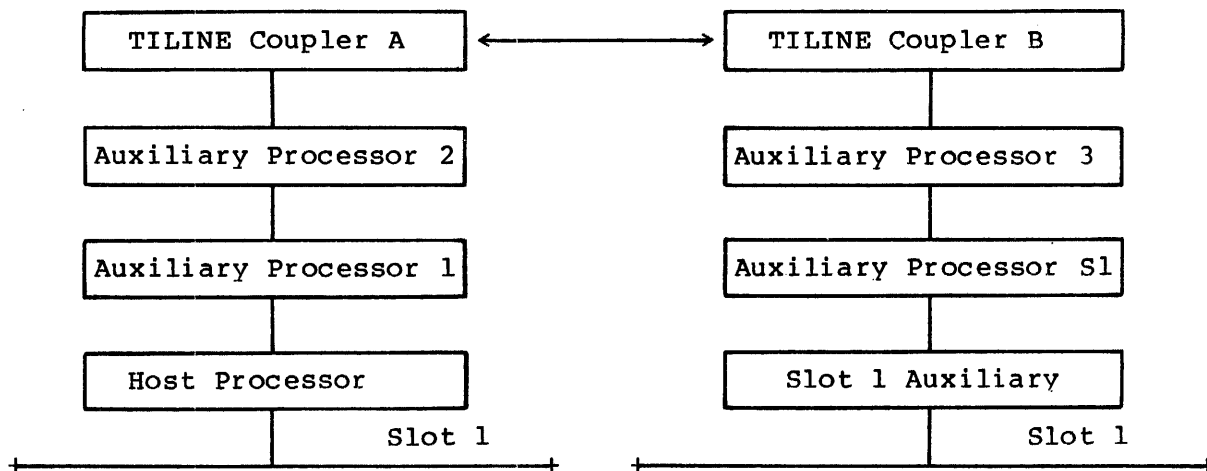 TILINE Coupler A
Auxiliary Processor 2
Auxiliary Processor 1
Host Processor
Slot 1
TILINE Coupler B
Auxiliary Processor 3
Auxiliary Processor S1
Slot 1 Auxiliary
Slot 1